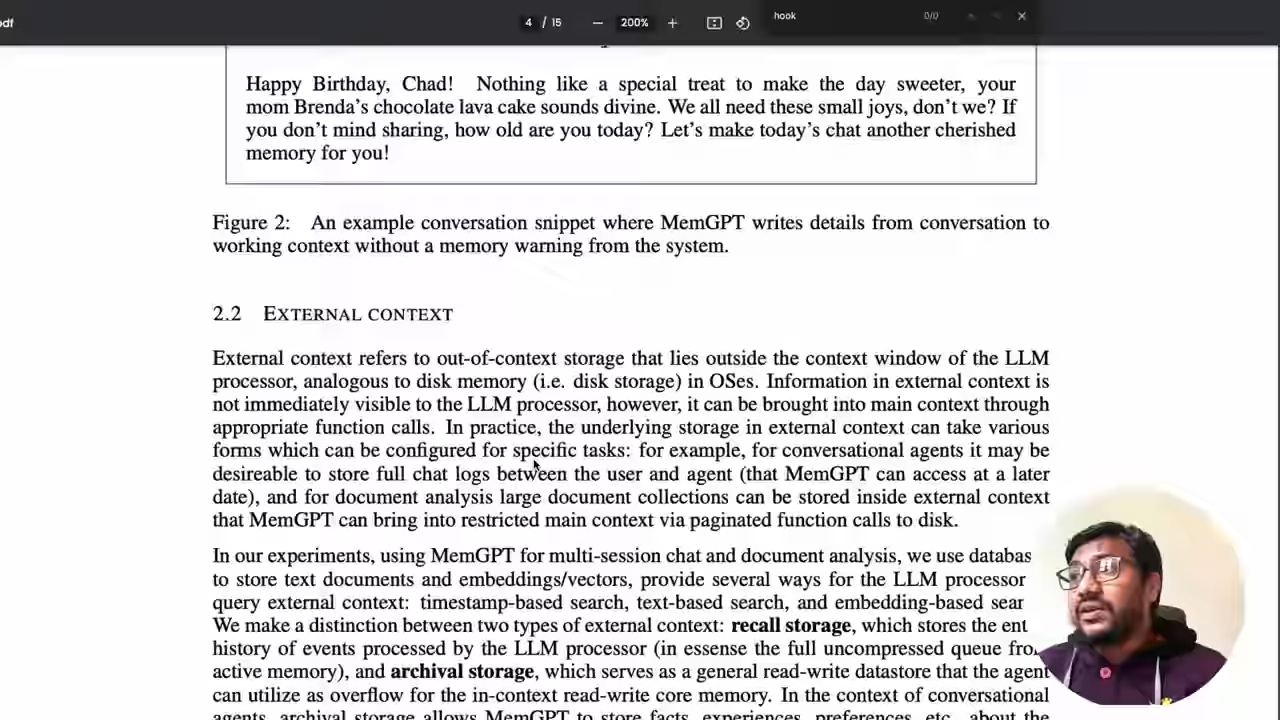 odf
4 / 15
200%
hook
0/0
Happy Birthday, Chad! Nothing like a special treat to make the day sweeter, your
mom Brenda's chocolate lava cake sounds divine. We all need these small joys, don't we? If
you don't mind sharing, how old are you today? Let's make today's chat another cherished
memory for you!
Figure 2: An example conversation snippet where MemGPT writes details from conversation to
working context without a memory warning from the system.
2.2 EXTERNAL CONTEXT
External context refers to out-of-context storage that lies outside the context window of the LLM
processor, analogous to disk memory (i.e. disk storage) in OSes. Information in external context is
not immediately visible to the LLM processor, however, it can be brought into main context through
appropriate function calls. In practice, the underlying storage in external context can take various
forms which can be configured for specific tasks: for example, for conversational agents it may be
desireable to store full chat logs between the user and agent (that MemGPT can access at a later
date), and for document analysis large document collections can be stored inside external context
that MemGPT can bring into restricted main context via paginated function calls to disk.
In our experiments, using MemGPT for multi-session chat and document analysis, we use databas
to store text documents and embeddings/vectors, provide several ways for the LLM processor
query external context: timestamp-based search, text-based search, and embedding-based sear
We make a distinction between two types of external context: recall storage, which stores the ent
history of events processed by the LLM processor (in essense the full uncompressed queue from
active memory), and archival storage, which serves as a general read-write datastore that the agent
can utilize as overflow for the in-context read-write core memory. In the context of conversational
agents, archival storage allows MemGPT to store facts, experiences, preferences, etc. about the